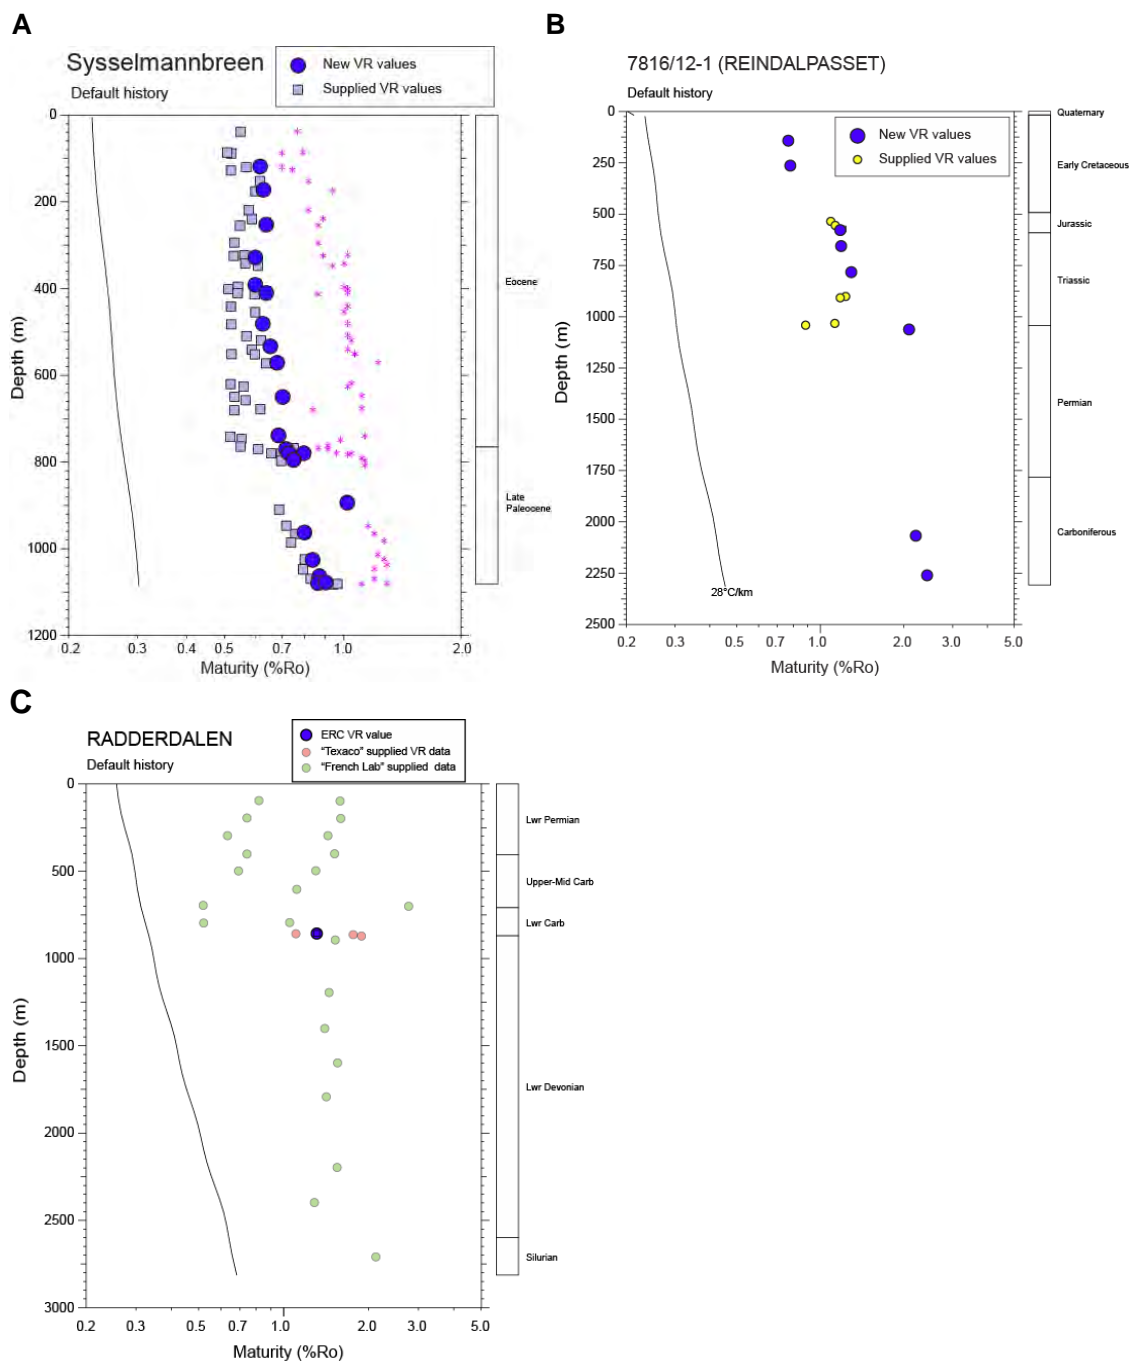 A
Sysselmannbreen
Default history
New VR values
Supplied VR values
0
200
400
600
800
1000
1200
Depth (m)
0.2
0.3
0.5
0.7
1.0
2.0
Maturity (%Ro)
Eocene
Late
Paleocene
B
7816/12-1 (REINDALPASSET)
Default history
New VR values
Supplied VR values
0
250
500
750
1000
1250
1500
1750
2000
2250
2500
Depth (m)
28°C/km
0.2
0.3
0.5
1.0
2.0
3.0
5.0
Maturity (%Ro)
Quaternary
Early Cretaceous
Jurassic
Triassic
Permian
Carboniferous
C
RADDERDALEN
Default history
ERC VR value
"Texaco" supplied VR data
"French Lab" supplied data
0
500
1000
1500
2000
2500
3000
Depth (m)
0.2
0.3
0.5
0.7
1.0
2.0
3.0
5.0
Maturity (%Ro)
Lwr Permian
Upper-Mid Carb
Lwr Carb
Lwr Devonian
Silurian